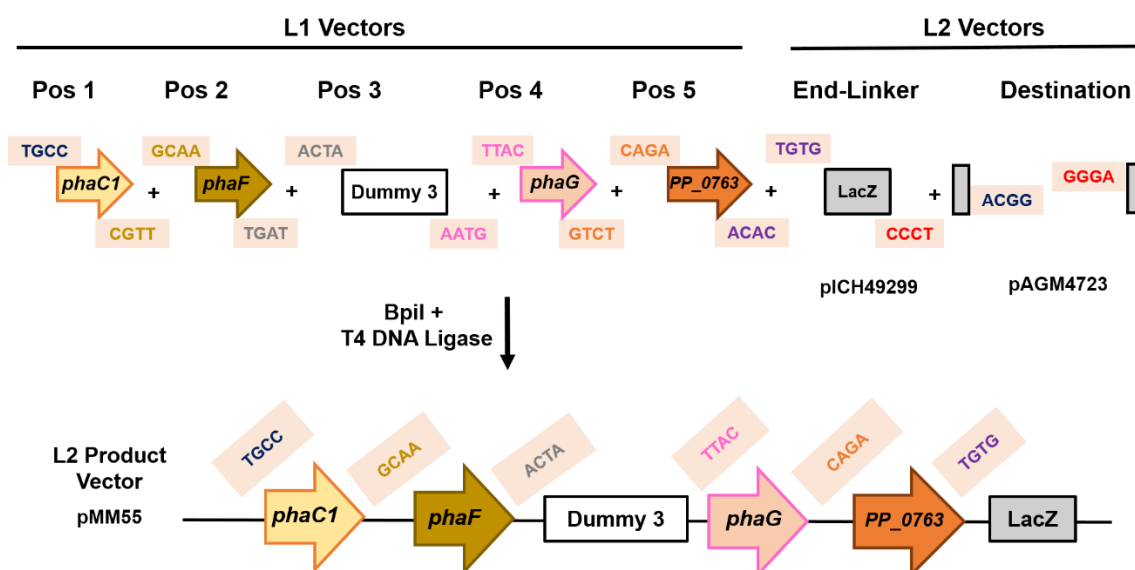 L1 Vectors
L2 Vectors
Pos 1
Pos 2
Pos 3
Pos 4
Pos 5
End-Linker
Destination
TGCC
GCAA
ACTA
TTAC
CAGA
TGTG
GGGA
phaC1
+
phaF
+
Dummy 3
+
phaG
+
PP_0763
+
LacZ
+
ACGG
CGTT
TGAT
AATG
GTCT
ACAC
CCCT
pICH49299
pAGM4723
BpiI +
T4 DNA Ligase
L2 Product
Vector
pMM55
TGCC
GCAA
ACTA
TTAC
CAGA
TGTG
phaC1
phaF
Dummy 3
phaG
PP_0763
LacZ